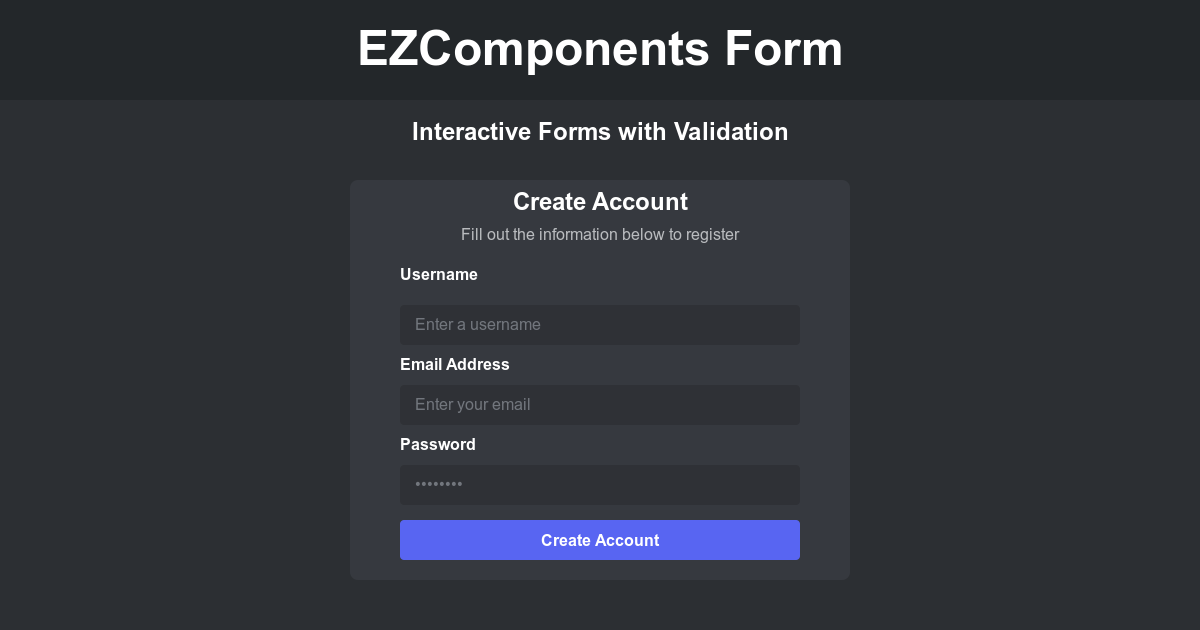 EZComponents Form
Interactive Forms with Validation
Create Account
Fill out the information below to register
Username
Enter a username
Email Address
Enter your email
Password
••••••••
Create Account